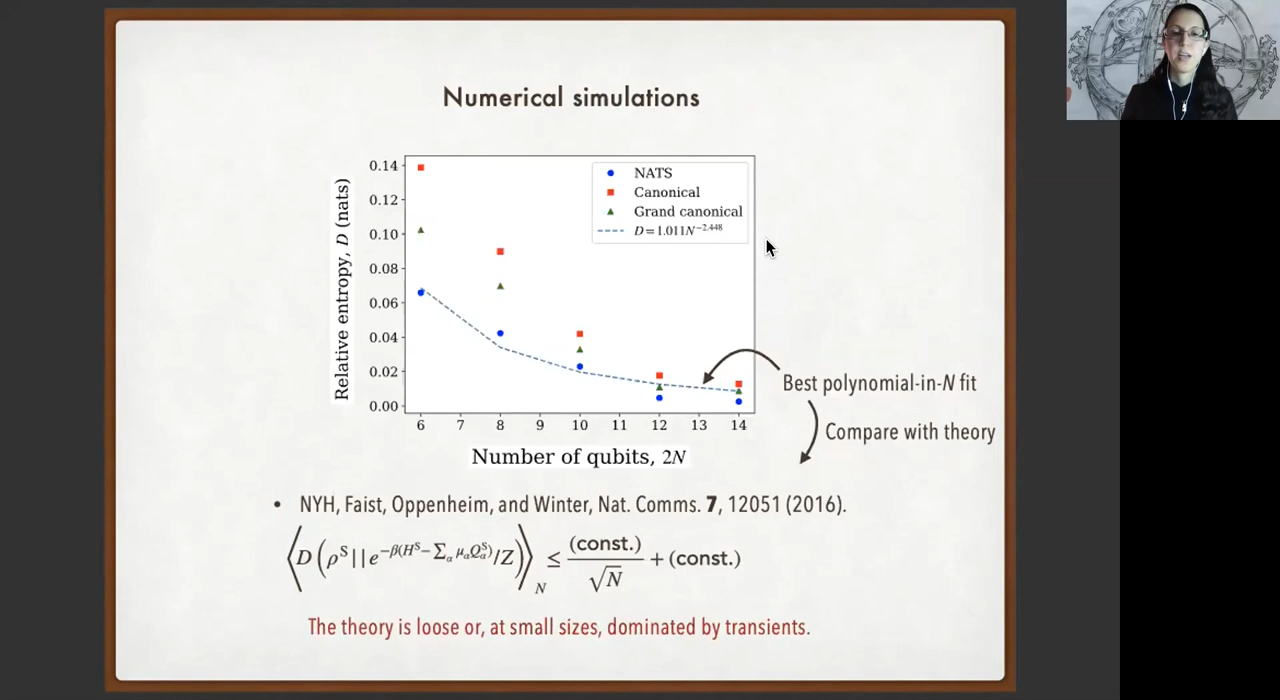 Numerical simulations
Relative entropy, D (nats)
0.14
0.12
0.10
0.08
0.06
0.04
0.02
0.00
NATS
Canonical
Grand canonical
D = 1.011N^{-2.448}
6 7 8 9 10 11 12 13 14
Number of qubits, 2N
Best polynomial-in-N fit
Compare with theory
• NYH, Faist, Oppenheim, and Winter, Nat. Comms. 7, 12051 (2016).
⟨D(ρ^S||e^{-β(H^S-∑_α μ_α Q_α^S)}/Z)⟩_N ≤ (const.)/√N + (const.)
The theory is loose or, at small sizes, dominated by transients.